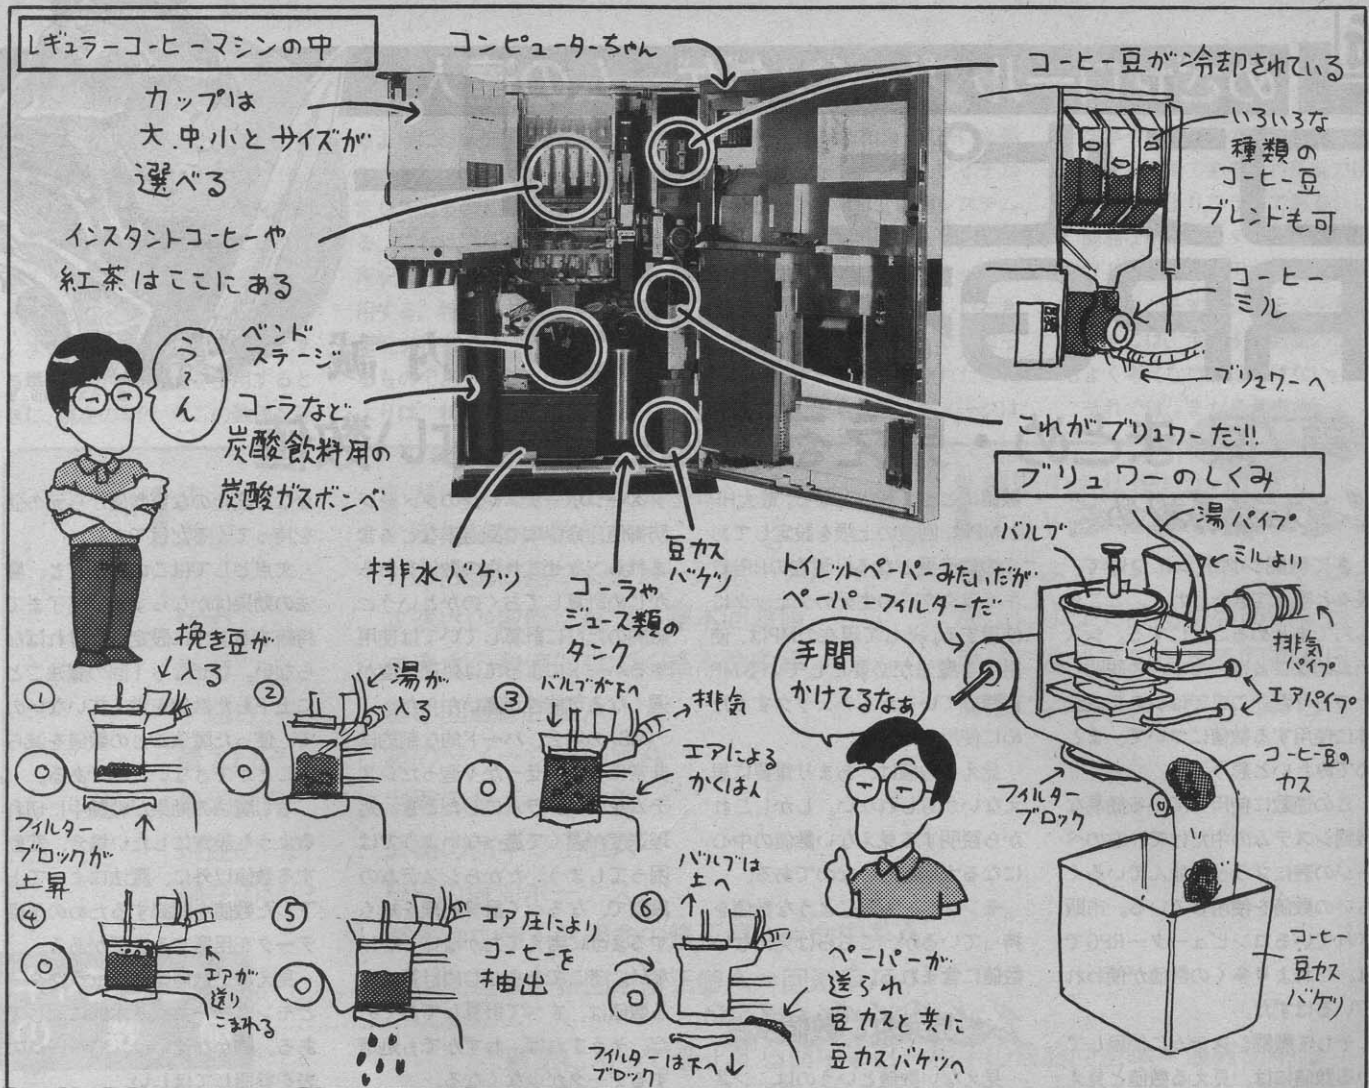 レギュラーコーヒーマシンの中
コンピューターちゃん
コーヒー豆が冷却されている
カップは
大.中.小とサイズが
選べる
いろいろな
種類の
コーヒー豆
ブレンドも可
インスタントコーヒーや
紅茶はここにある
コーヒー
ミル
ベンド
ステージ
うーん
ブリュワーへ
コーラなど
炭酸飲料用の
炭酸ガスボンベ
これがブリュワーだ!!
ブリュワーのしくみ
排水バケツ
コーラや
ジュース類の
タンク
豆カス
バケツ
トイレットペーパーみたいだが
ペーパーフィルターだ
バルブ
湯パイプ
ミルより
排気
パイプ
エアパイプ
手間
かけてるなぁ
コーヒー豆の
カス
フィルター
ブロック
コーヒー
豆カス
バケツ
①
挽き豆が
入る
フィルター
ブロックが
上昇
②
湯が
入る
③
バルブが下へ
排気
エアによる
かくはん
④
エアが
送り
こまれる
⑤
エア圧により
コーヒーを
抽出
⑥
バルブは
上へ
フィルター
ブロックは下へ
ペーパーが
送られ
豆カスと共に
豆カスバケツへ